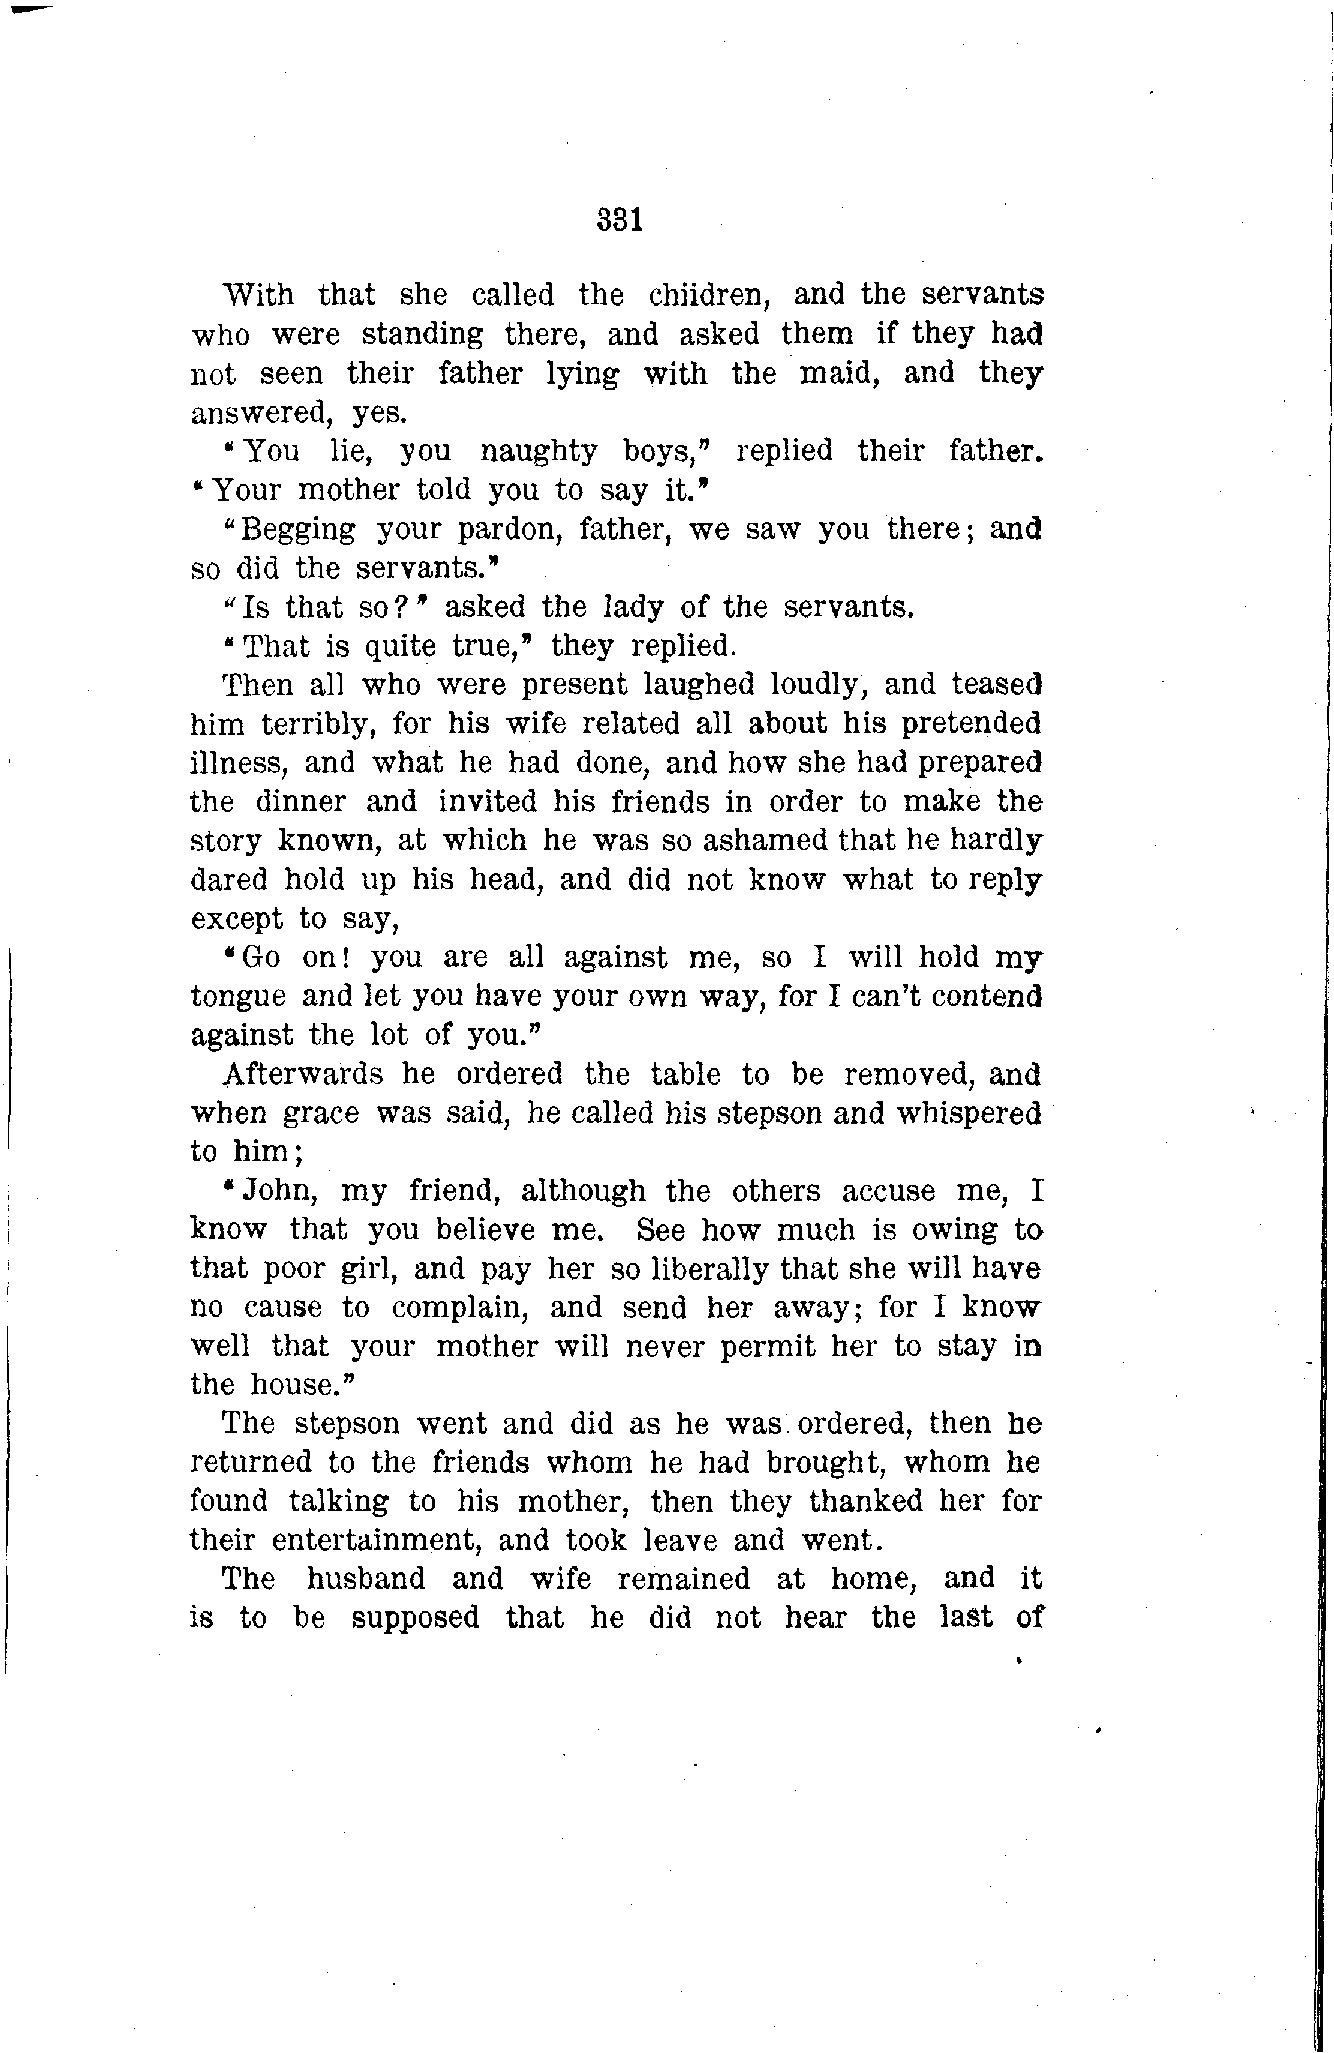 331
With that she called the chiidren, and the servants
who were standing there, and asked them if they had
not seen their father lying with the maid, and they
answered, yes.
"You lie, you naughty boys," replied their father.
"Your mother told you to say it."
"Begging your pardon, father, we saw you there; and
so did the servants."
"Is that so?" asked the lady of the servants.
"That is quite true," they replied.
Then all who were present laughed loudly, and teased
him terribly, for his wife related all about his pretended
illness, and what he had done, and how she had prepared
the dinner and invited his friends in order to make the
story known, at which he was so ashamed that he hardly
dared hold up his head, and did not know what to reply
except to say,
"Go on! you are all against me, so I will hold my
tongue and let you have your own way, for I can't contend
against the lot of you."
Afterwards he ordered the table to be removed, and
when grace was said, he called his stepson and whispered
to him;
"John, my friend, although the others accuse me, I
know that you believe me. See how much is owing to
that poor girl, and pay her so liberally that she will have
no cause to complain, and send her away; for I know
well that your mother will never permit her to stay in
the house."
The stepson went and did as he was ordered, then he
returned to the friends whom he had brought, whom he
found talking to his mother, then they thanked her for
their entertainment, and took leave and went.
The husband and wife remained at home, and it
is to be supposed that he did not hear the last of